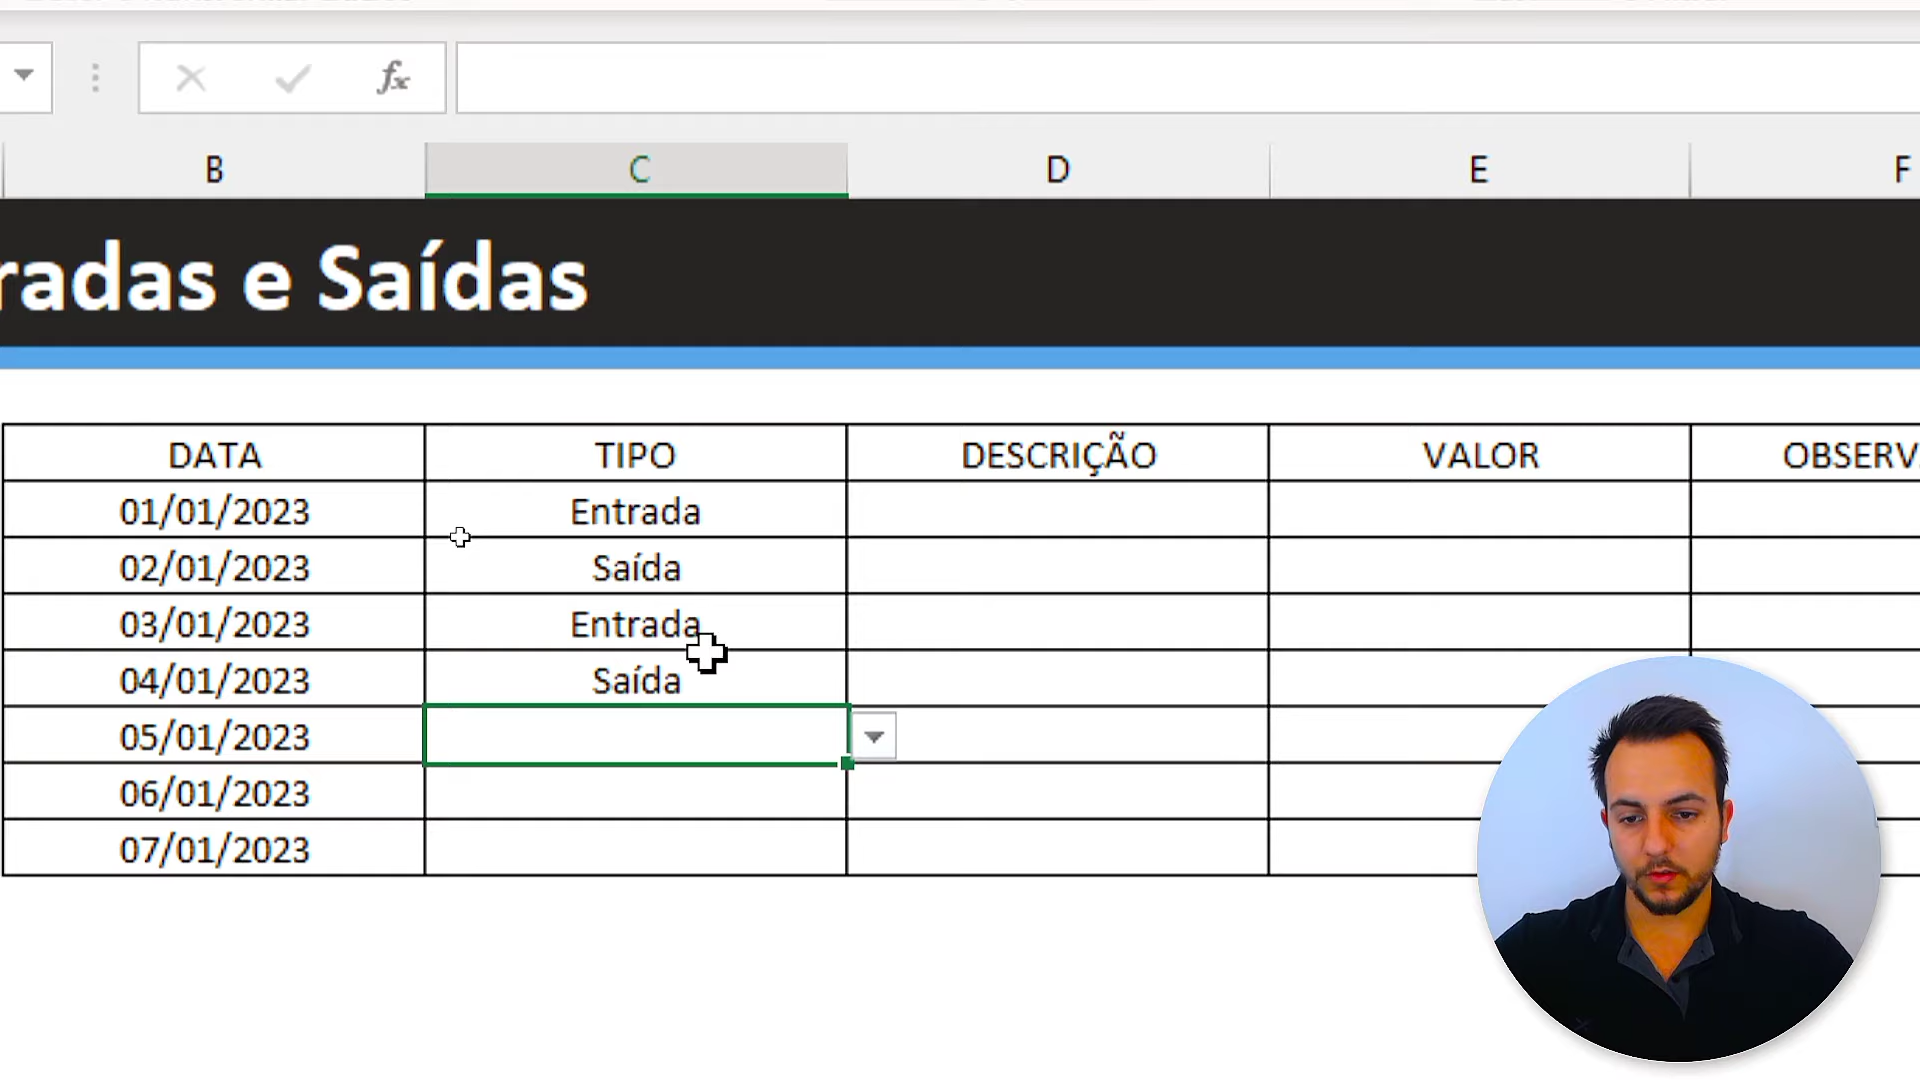 fx
B C D E F
radas e Saídas
DATA TIPO DESCRIÇÃO VALOR OBSERV
01/01/2023 Entrada
02/01/2023 Saída
03/01/2023 Entrada
04/01/2023 Saída
05/01/2023
06/01/2023
07/01/2023